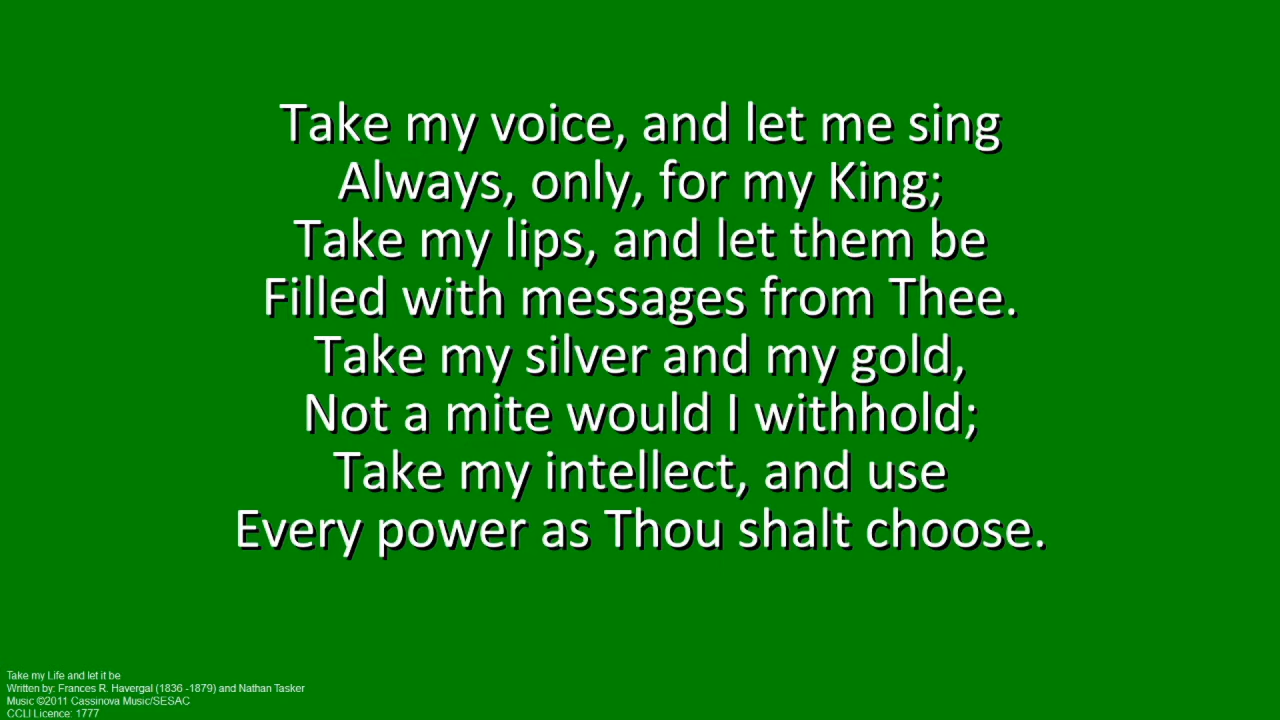 Take my voice, and let me sing
Always, only, for my King;
Take my lips, and let them be
Filled with messages from Thee.
Take my silver and my gold,
Not a mite would I withhold;
Take my intellect, and use
Every power as Thou shalt choose.
Take my Life and let it be
Written by: Frances R. Havergal (1836 -1879) and Nathan Tasker
Music ©2011 Cassinova Music/SESAC
CCLI Licence: 1777